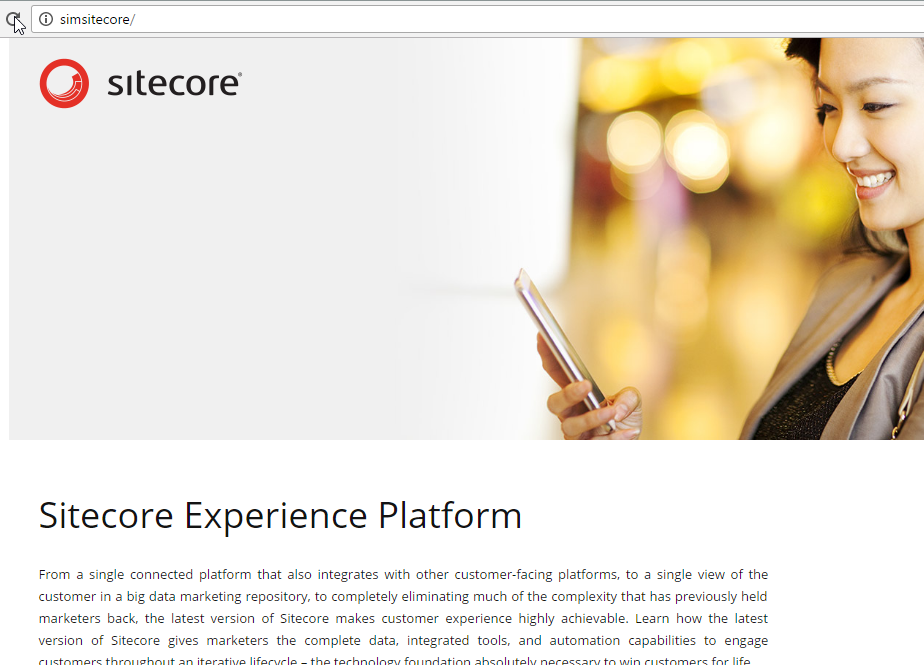 simsitecore/
sitecore®
Sitecore Experience Platform
From a single connected platform that also integrates with other customer-facing platforms, to a single view of the
customer in a big data marketing repository, to completely eliminating much of the complexity that has previously held
marketers back, the latest version of Sitecore makes customer experience highly achievable. Learn how the latest
version of Sitecore gives marketers the complete data, integrated tools, and automation capabilities to engage
customers throughout an iterative lifecycle – the technology foundation absolutely necessary to win customers for life.